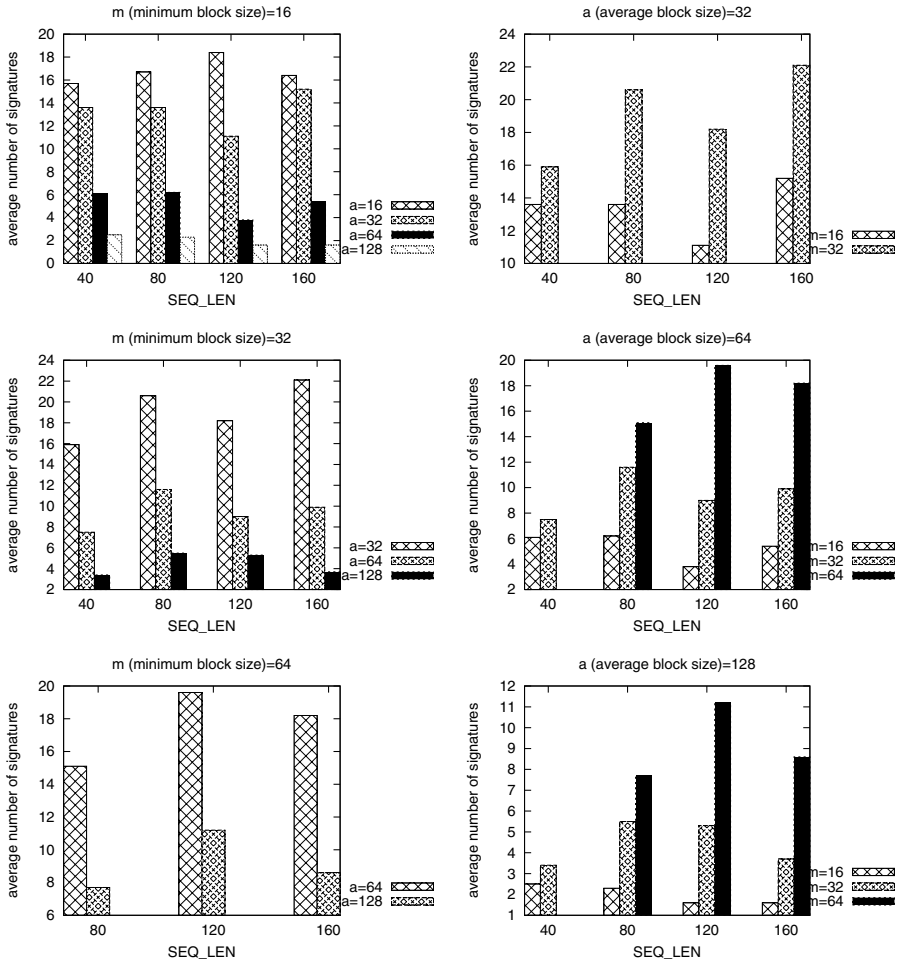 m (minimum block size)=16
average number of signatures
20
18
16
14
12
10
8
6
4
2
0
40 80 120 160
SEQ_LEN
a=16
a=32
a=64
a=128
a (average block size)=32
average number of signatures
24
22
20
18
16
14
12
10
40 80 120 160
SEQ_LEN
m=16
m=32
m (minimum block size)=32
average number of signatures
24
22
20
18
16
14
12
10
8
6
4
2
40 80 120 160
SEQ_LEN
a=32
a=64
a=128
a (average block size)=64
average number of signatures
20
18
16
14
12
10
8
6
4
2
40 80 120 160
SEQ_LEN
m=16
m=32
m=64
m (minimum block size)=64
average number of signatures
20
18
16
14
12
10
8
6
80 120 160
SEQ_LEN
a=64
a=128
a (average block size)=128
average number of signatures
12
11
10
9
8
7
6
5
4
3
2
1
40 80 120 160
SEQ_LEN
m=16
m=32
m=64